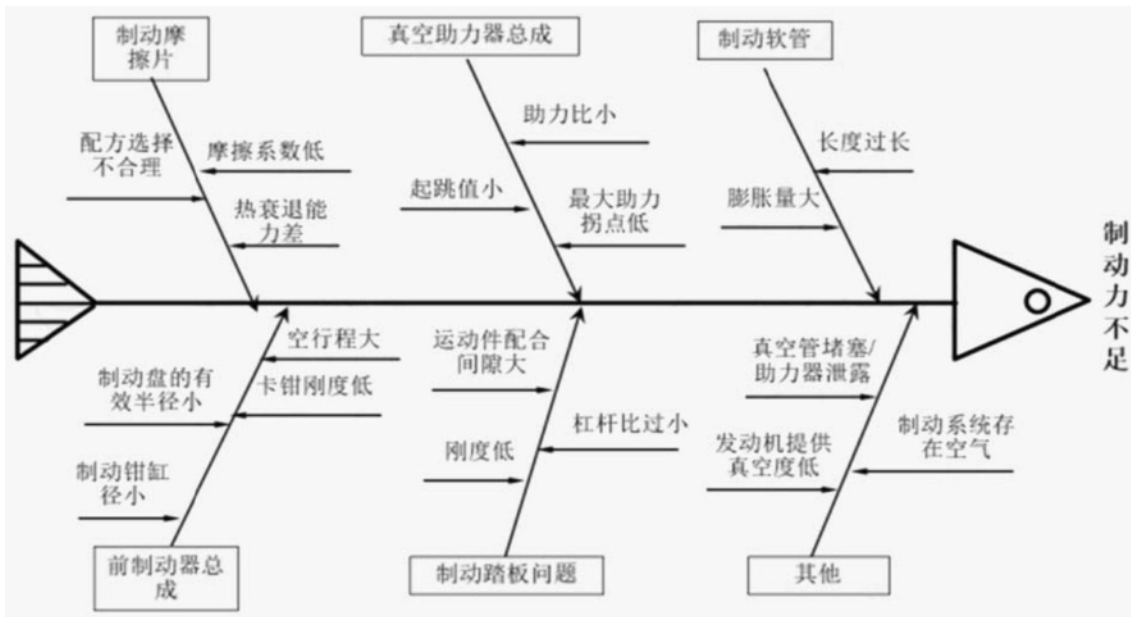 制动摩
擦片
真空助力器总成
制动软管
配方选择
不合理
摩擦系数低
热衰退能
力差
助力比小
起跳值小
最大助力
拐点低
长度过长
膨胀量大
制动力不足
空行程大
制动盘的有
效半径小
卡钳刚度低
制动钳缸
径小
前制动器总
成
运动件配合
间隙大
杠杆比过小
刚度低
制动踏板问题
真空管堵塞/
助力器泄露
制动系统存
在空气
发动机提供
真空度低
其他